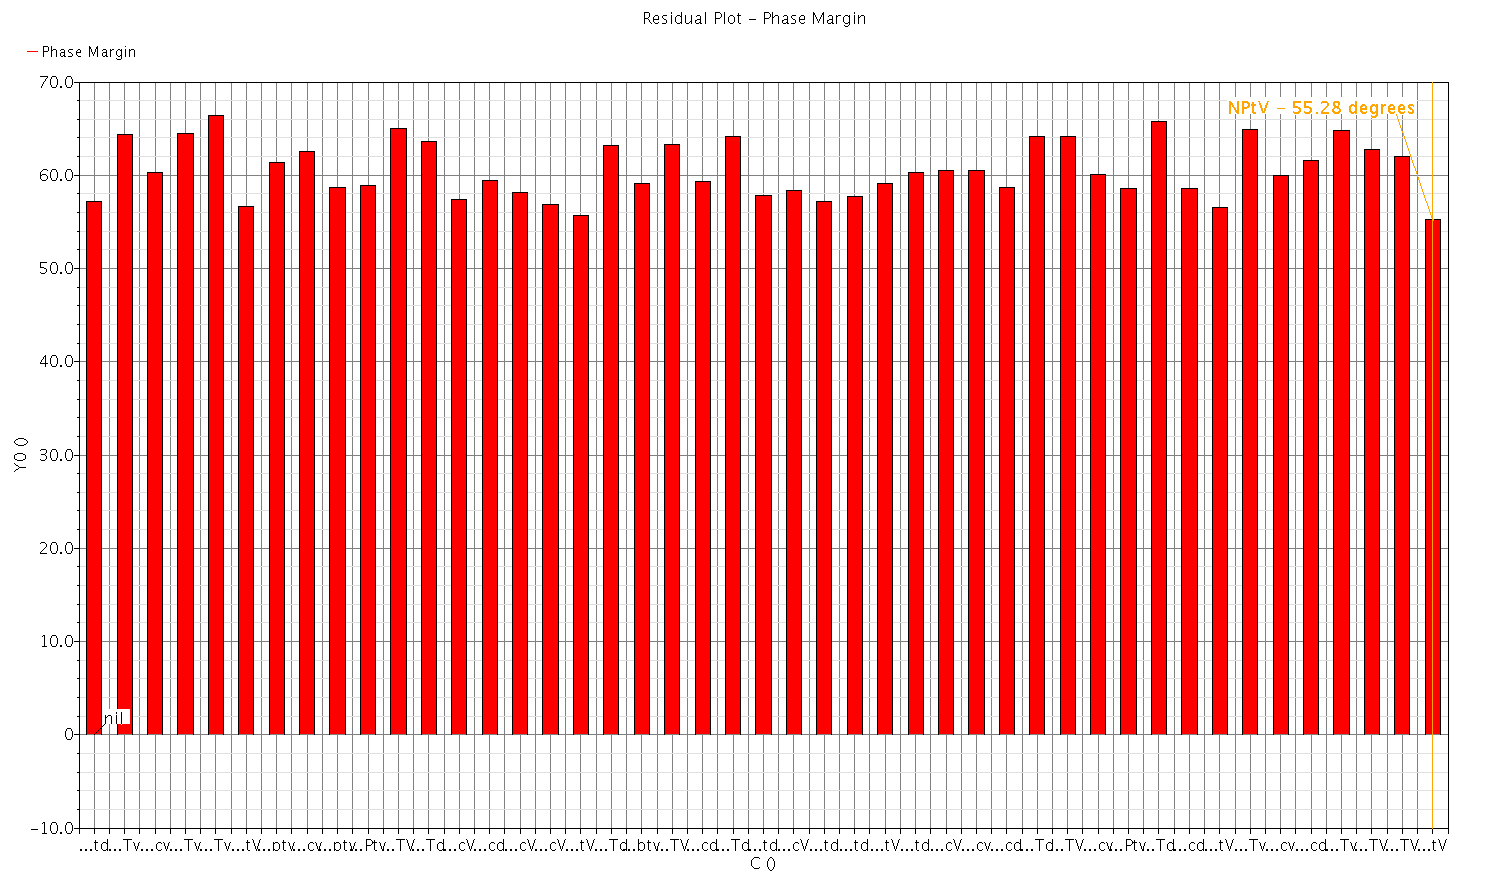 Residual Plot – Phase Margin
Phase Margin
70.0
NPtV – 55.28 degrees
60.0
50.0
40.0
30.0
Y0 ()
20.0
10.0
nil
0
-10.0
...td...Tv...cv...Tv...Tv...tV...ptv...cv...ptv...Ptv...TV...Td...cV...cd...cV...cV...tV...Td...btv...TV...cd...Td...td...cV...td...td...tV...td...cV...cv...cd...Td...TV...cv...Ptv...Td...cd...tV...Tv...cv...cd...Tv...TV...TV...tV
C ()